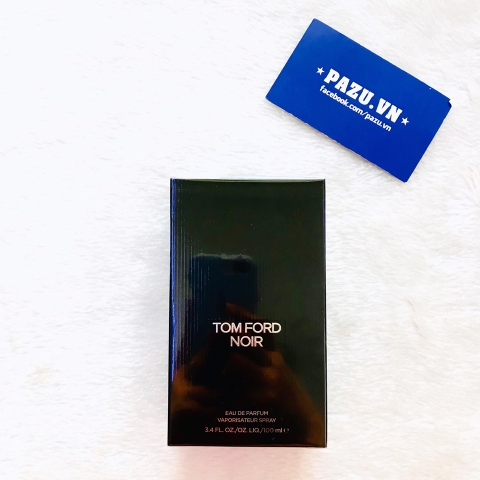 ★ PAZU.VN ★
facebook.com/pazu.vn
TOM FORD
NOIR
EAU DE PARFUM
VAPORISATEUR SPRAY
3.4 FL. OZ./OZ. LIQ./100 ml ℮